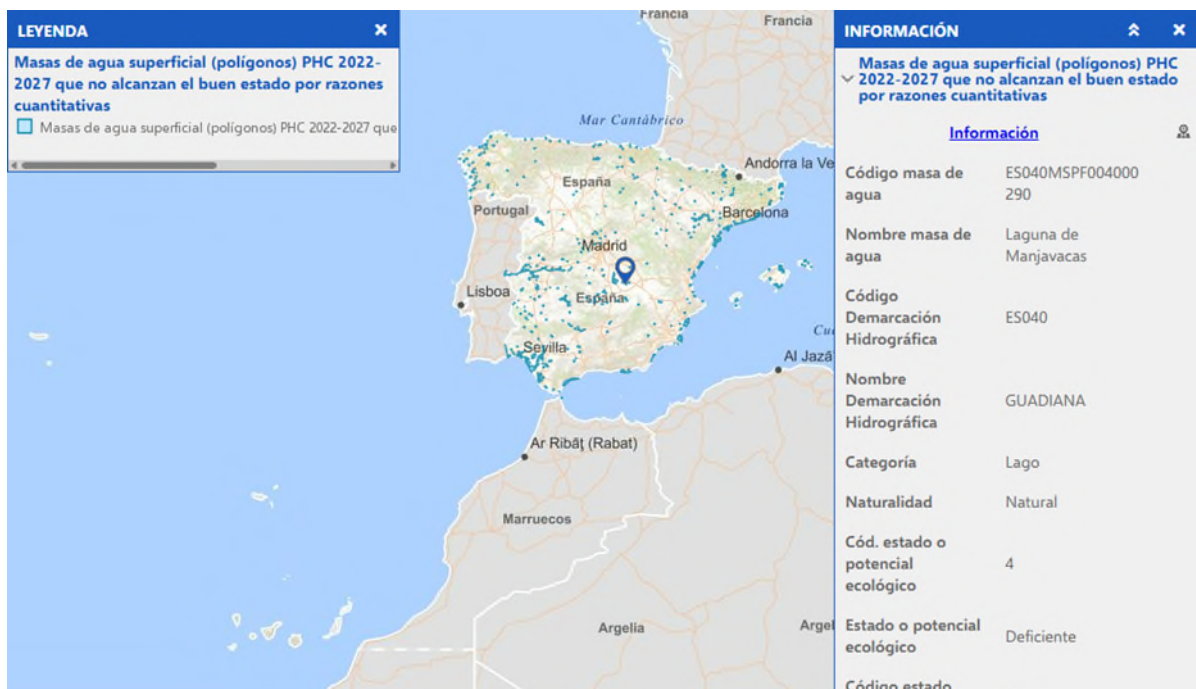 LEYENDA
Masas de agua superficial (polígonos) PHC 2022-
2027 que no alcanzan el buen estado por razones
cuantitativas
Masas de agua superficial (polígonos) PHC 2022-2027 que
Francia
Francia
Mar Cantábrico
Andorra la Ve
España
Portugal
Barcelona
Madrid
Lisboa
España
Sevilla
Al Jazā
Ar Ribāţ (Rabat)
Marruecos
Argelia
Argel
INFORMACIÓN
Masas de agua superficial (polígonos) PHC
2022-2027 que no alcanzan el buen estado
por razones cuantitativas
Información
Código masa de
agua
ES040MSPF004000
290
Nombre masa de
agua
Laguna de
Manjavacas
Código
Demarcación
Hidrográfica
ES040
Nombre
Demarcación
Hidrográfica
GUADIANA
Categoría
Lago
Naturalidad
Natural
Cód. estado o
potencial
ecológico
4
Estado o potencial
ecológico
Deficiente
Código estado